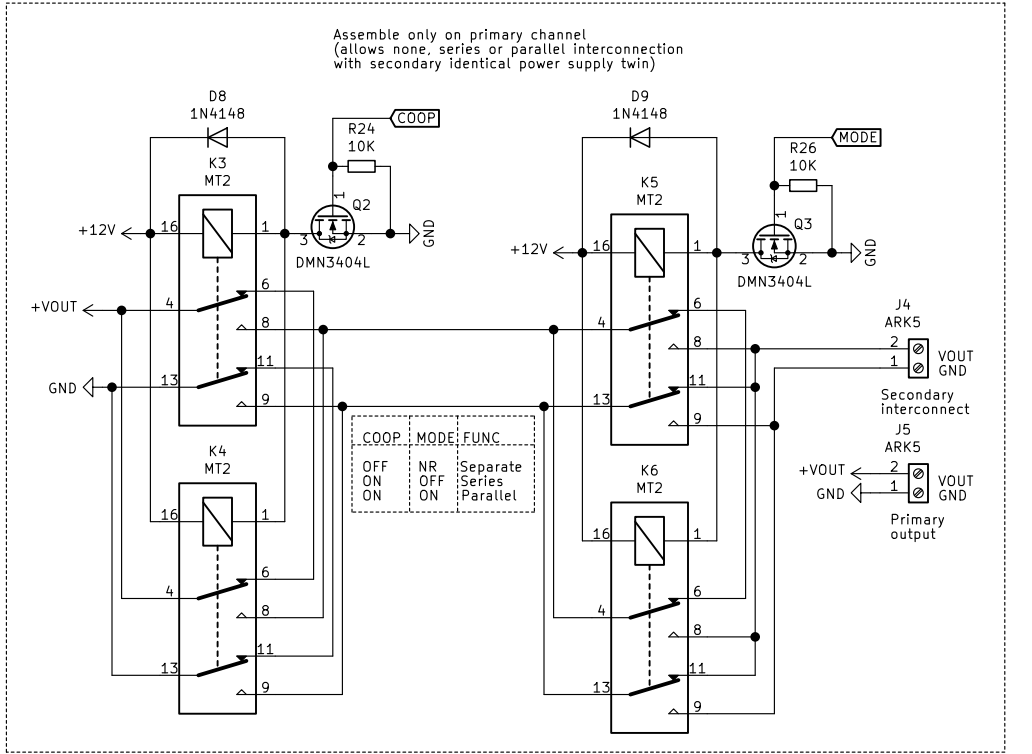 Assemble only on primary channel
(allows none, series or parallel interconnection
with secondary identical power supply twin)
D8
1N4148
COOP
R24
10K
K3
MT2
1
Q2
+12V
16
1
3
2
GND
DMN3404L
+VOUT
4
6
8
GND
13
11
9
K4
MT2
16
1
4
6
8
13
11
9
D9
1N4148
MODE
R26
10K
K5
MT2
1
Q3
+12V
16
1
3
2
GND
DMN3404L
4
6
8
13
11
9
K6
MT2
16
1
4
6
8
13
11
9
COOP MODE FUNC
OFF NR Separate
ON OFF Series
ON ON Parallel
J4
ARK5
2 VOUT
1 GND
Secondary
interconnect
J5
ARK5
+VOUT 2 VOUT
GND 1 GND
Primary
output